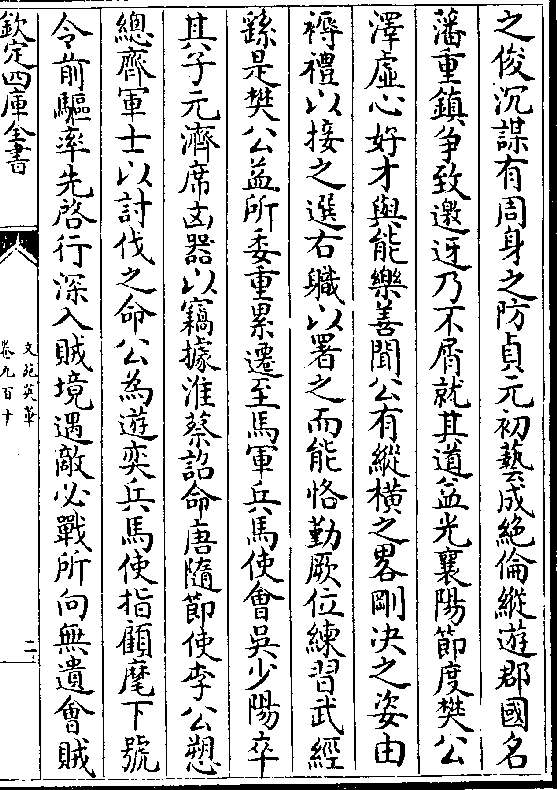 之俊沉謀有周身之防貞元初藝成絶倫縱遊郡國名
藩重鎮争致邀迓乃不屑就其道益光襄陽節度樊公
澤虛心好才與能樂善聞公有縱横之畧剛决之姿由
褥禮以接之選右職以署之而能恪勤厥位練習武經
繇是樊公益所委重累遷至馬軍兵馬使會吳少陽卒
其子元濟席凶器以竊據淮蔡詔命唐隨節使李公愬
總齊軍士以討伐之命公為遊奕兵馬使指顧麾下號
令前驅率先啓行深入賊境遇敵必戰所向無遺會賊
欽定四庫全書
文苑英華
卷九百十
二